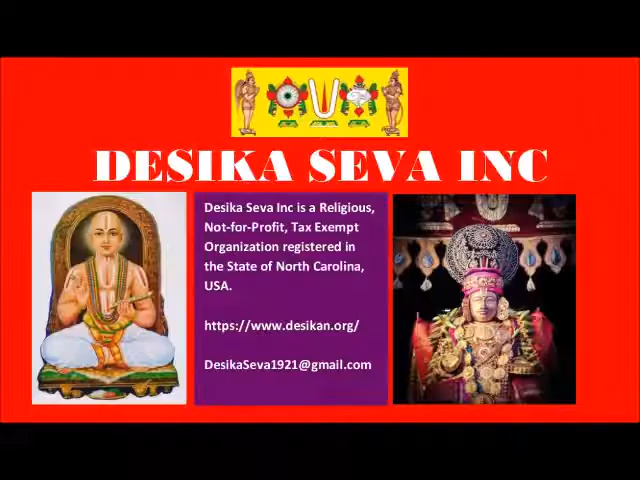 DESIKA SEVA INC
Desika Seva Inc is a Religious,
Not-for-Profit, Tax Exempt
Organization registered in
the State of North Carolina,
USA.
https://www.desikan.org/
DesikaSeva1921@gmail.com